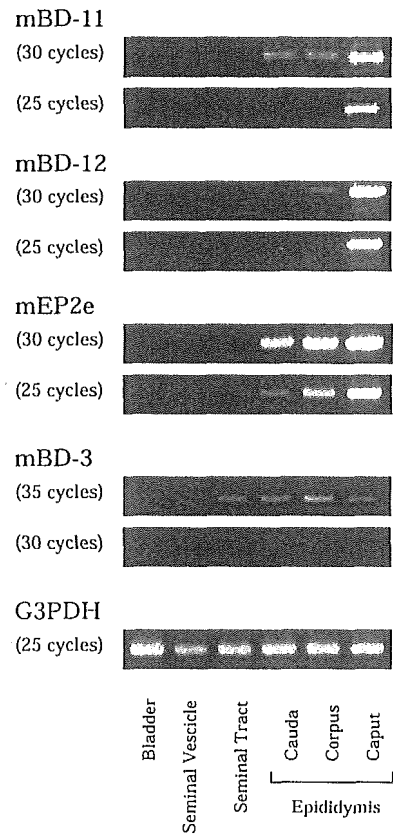 mBD-11
(30 cycles)
(25 cycles)
mBD-12
(30 cycles)
(25 cycles)
mEP2e
(30 cycles)
(25 cycles)
mBD-3
(35 cycles)
(30 cycles)
G3PDH
(25 cycles)
Bladder
Seminal Vescicle
Seminal Tract
Cauda
Corpus
Caput
Epididymis